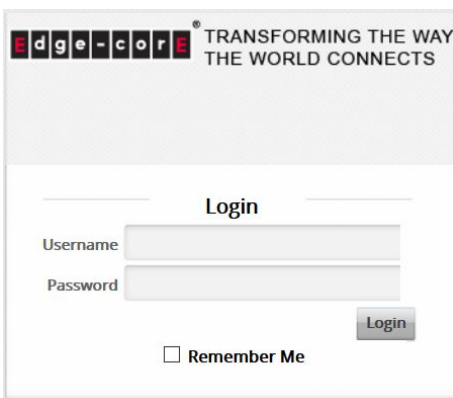 Edge-corE® TRANSFORMING THE WAY
THE WORLD CONNECTS
Login
Username
Password
Login
Remember Me